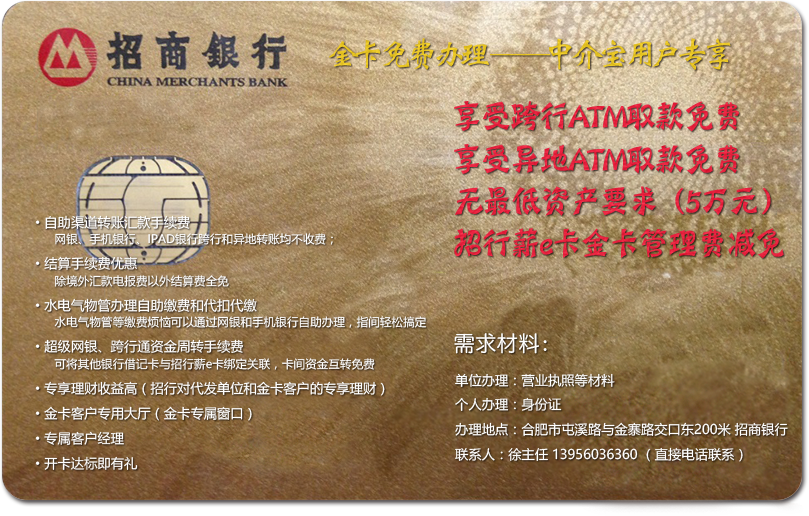 招商銀行
CHINA MERCHANTS BANK
金卡免费办理——中介宝用户专享
享受跨行ATM取款免费
享受异地ATM取款免费
无最低资产要求（5万元）
招行薪e卡金卡管理费减免
• 自助渠道转账汇款手续费
网银、手机银行、IPAD银行跨行和异地转账均不收费；
• 结算手续费优惠
除境外汇款电报费以外结算费全免
• 水电气物管办理自助缴费和代扣代缴
水电气物管等缴费烦恼可以通过网银和手机银行自助办理，指间轻松搞定
• 超级网银、跨行通资金周转手续费
可将其他银行借记卡与招行薪e卡绑定关联，卡间资金互转免费
• 专享理财收益高（招行对代发单位和金卡客户的专享理财）
• 金卡客户专用大厅（金卡专属窗口）
• 专属客户经理
• 开卡达标即有礼
需求材料：
单位办理：营业执照等材料
个人办理：身份证
办理地点：合肥市屯溪路与金寨路交口东200米 招商银行
联系人：徐主任 13956036360 （直接电话联系）